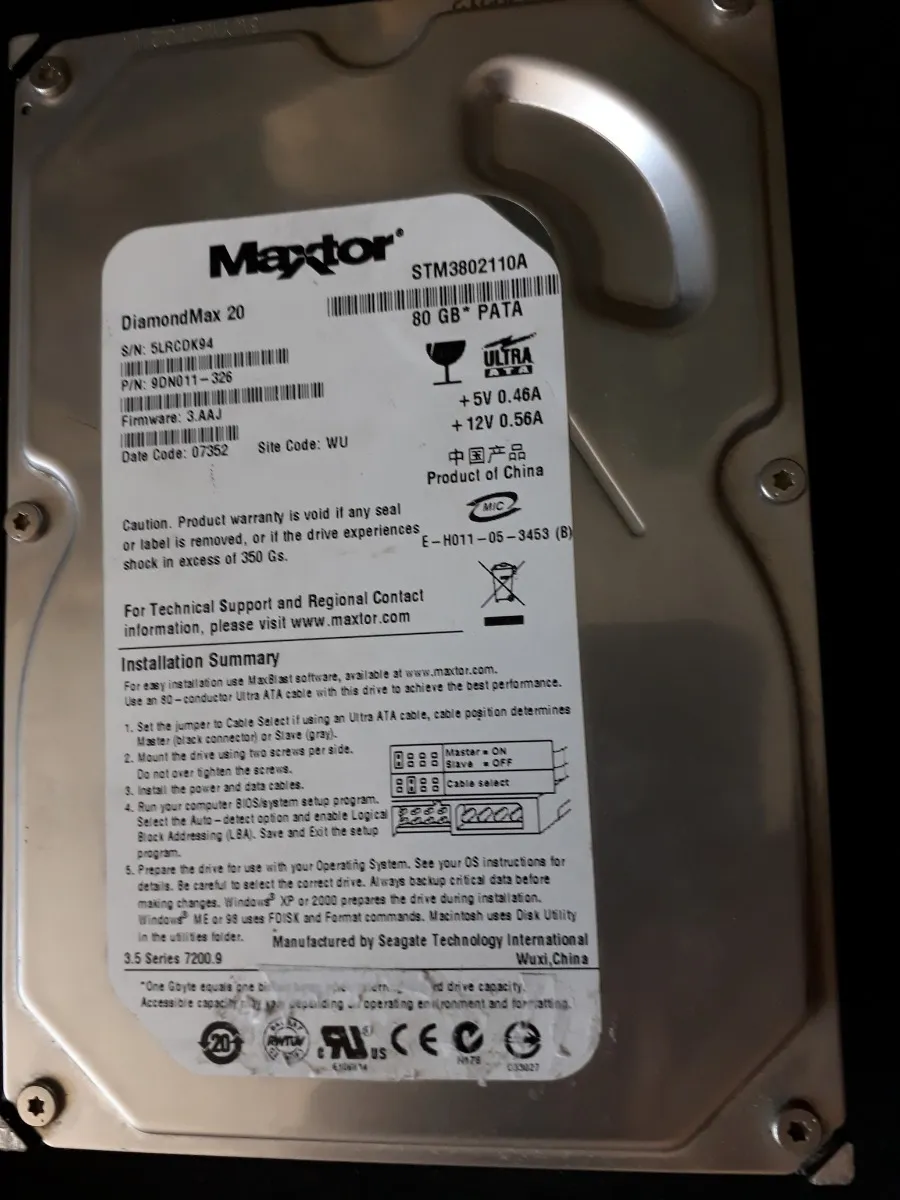 Maxtor®
STM3802110A
DiamondMax 20
80 GB* PATA
S/N: 5LRCDK94
ULTRA
ATA
P/N: 9DN011-326
+5V 0.46A
Firmware: 3.AAJ
+12V 0.56A
Date Code: 07352 Site Code: WU
中国产品
Product of China
MIC
E-H011-05-3453 (B)
Caution. Product warranty is void if any seal
or label is removed, or if the drive experiences
shock in excess of 350 Gs.
For Technical Support and Regional Contact
information, please visit www.maxtor.com
Installation Summary
For easy installation use MaxBlast software, available at www.maxtor.com.
Use an 80-conductor Ultra ATA cable with this drive to achieve the best performance.
1. Set the jumper to Cable Select if using an Ultra ATA cable, cable position determines
Master (black connector) or Slave (gray).
2. Mount the drive using two screws per side.
Do not over tighten the screws.
3. Install the power and data cables.
4. Run your computer BIOS/system setup program.
Select the Auto-detect option and enable Logical
Block Addressing (LBA). Save and Exit the setup
program.
Master = ON
Slave = OFF
Cable select
5. Prepare the drive for use with your Operating System. See your OS instructions for
details. Be careful to select the correct drive. Always backup critical data before
making changes. Windows® XP or 2000 prepares the drive during installation.
Windows® ME or 98 uses FDISK and Format commands. Macintosh uses Disk Utility
in the utilities folder.
Manufactured by Seagate Technology International
3.5 Series 7200.9
Wuxi,China
*One Gbyte equals one drive capacity.
Accessible depending operating environment and formatting.
20
c US
CE
N176